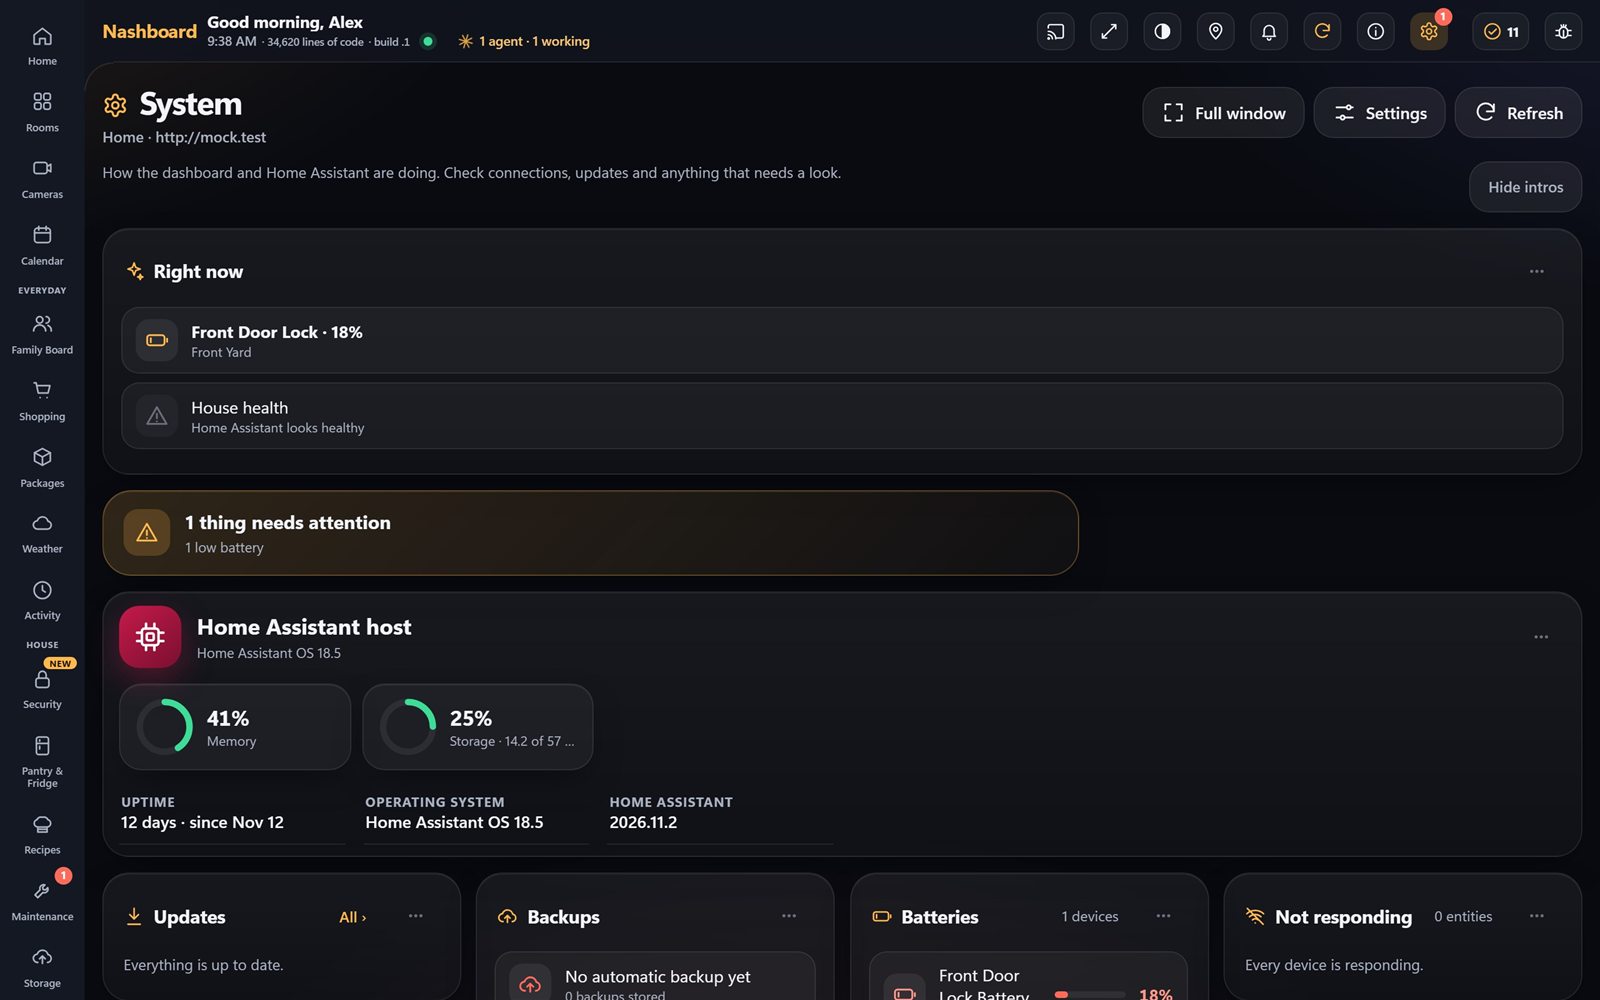 Nashboard
Good morning, Alex
9:38 AM · 34,620 lines of code · build .1
1 agent · 1 working
1
11
Home
Rooms
Cameras
Calendar
EVERYDAY
Family Board
Shopping
Packages
Weather
Activity
HOUSE
NEW
Security
Pantry &
Fridge
Recipes
1
Maintenance
Storage
System
Home · http://mock.test
Full window
Settings
Refresh
How the dashboard and Home Assistant are doing. Check connections, updates and anything that needs a look.
Hide intros
Right now
Front Door Lock · 18%
Front Yard
House health
Home Assistant looks healthy
1 thing needs attention
1 low battery
Home Assistant host
Home Assistant OS 18.5
41%
Memory
25%
Storage · 14.2 of 57 ...
UPTIME
12 days · since Nov 12
OPERATING SYSTEM
Home Assistant OS 18.5
HOME ASSISTANT
2026.11.2
Updates
All ›
Everything is up to date.
Backups
No automatic backup yet
0 backups stored
Batteries
1 devices
Front Door
Lock Battery
18%
Not responding
0 entities
Every device is responding.